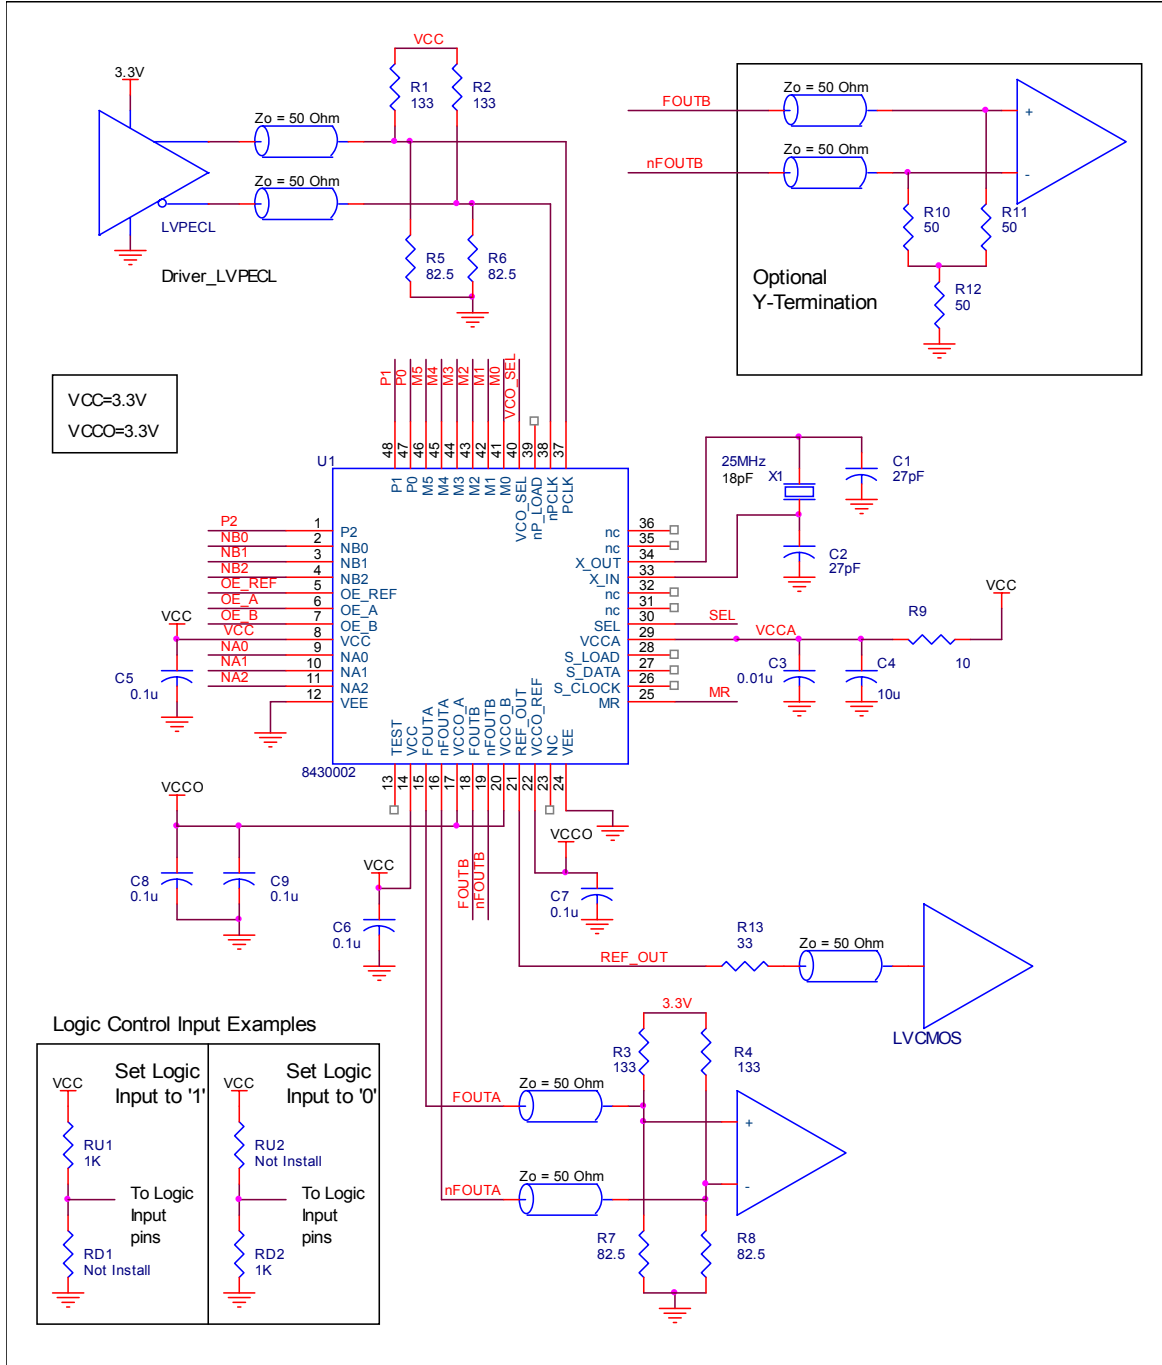 VCC
3.3V
R1
133
R2
133
Zo = 50 Ohm
Zo = 50 Ohm
LVPECL
Driver_LVPECL
R5
82.5
R6
82.5
FOUTB
Zo = 50 Ohm
nFOUTB
Zo = 50 Ohm
+
-
R10
50
R11
50
R12
50
Optional
Y-Termination
VCC=3.3V
VCCO=3.3V
P1
P0
M5
M4
M3
M2
M1
M0
VCO_SEL
48
47
46
45
44
43
42
41
40
39
38
37
U1
P1
P0
M5
M4
M3
M2
M1
M0
VCO_SEL
nP_LOAD
nPCLK
PCLK
P2
NB0
NB1
NB2
OE_REF
OE_A
OE_B
VCC
NA0
NA1
NA2
1
2
3
4
5
6
7
8
9
10
11
12
P2
NB0
NB1
NB2
OE_REF
OE_A
OE_B
VCC
NA0
NA1
NA2
VEE
VCC
C5
0.1u
nc
nc
X_OUT
X_IN
nc
nc
SEL
VCCA
S_LOAD
S_DATA
S_CLOCK
MR
36
35
34
33
32
31
30
29
28
27
26
25
25MHz
18pF
X1
C1
27pF
C2
27pF
SEL
VCCA
MR
R9
10
VCC
C3
0.01u
C4
10u
TEST
VCC
FOUTA
nFOUTA
VCCO_A
FOUTB
nFOUTB
VCCO_B
REF_OUT
VCCO_REF
NC
VEE
8430002
13
14
15
16
17
18
19
20
21
22
23
24
VCCO
C8
0.1u
C9
0.1u
VCC
C6
0.1u
FOUTB
nFOUTB
VCCO
C7
0.1u
REF_OUT
R13
33
Zo = 50 Ohm
LVCMOS
3.3V
R3
133
R4
133
FOUTA
Zo = 50 Ohm
nFOUTA
Zo = 50 Ohm
+
-
R7
82.5
R8
82.5
Logic Control Input Examples
Set Logic
Input to '1'
VCC
RU1
1K
To Logic
Input
pins
RD1
Not Install
Set Logic
Input to '0'
VCC
RU2
Not Install
To Logic
Input
pins
RD2
1K